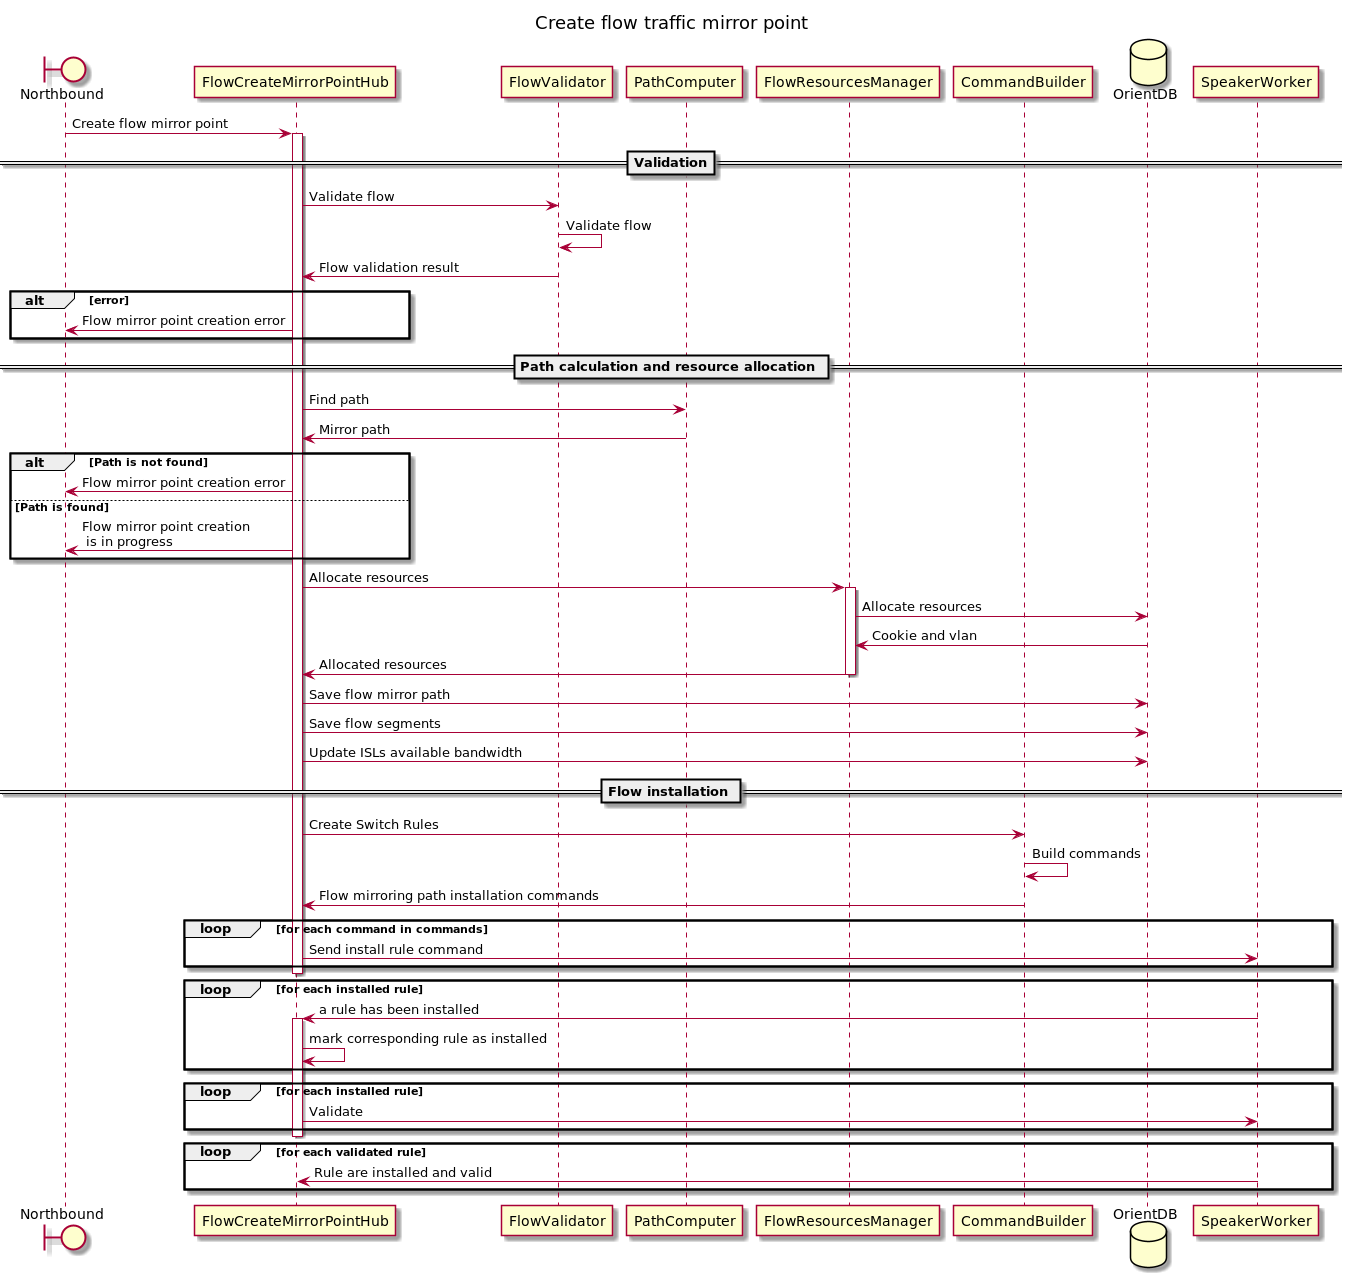 Create flow traffic mirror point
Northbound
FlowCreateMirrorPointHub
FlowValidator
PathComputer
FlowResourcesManager
CommandBuilder
OrientDB
SpeakerWorker
Create flow mirror point
Validation
Validate flow
Validate flow
Flow validation result
alt [error]
Flow mirror point creation error
Path calculation and resource allocation
Find path
Mirror path
alt [Path is not found]
Flow mirror point creation error
[Path is found]
Flow mirror point creation
is in progress
Allocate resources
Allocate resources
Cookie and vlan
Allocated resources
Save flow mirror path
Save flow segments
Update ISLs available bandwidth
Flow installation
Create Switch Rules
Build commands
Flow mirroring path installation commands
loop [for each command in commands]
Send install rule command
loop [for each installed rule]
a rule has been installed
mark corresponding rule as installed
loop [for each installed rule]
Validate
loop [for each validated rule]
Rule are installed and valid
Northbound
FlowCreateMirrorPointHub
FlowValidator
PathComputer
FlowResourcesManager
CommandBuilder
OrientDB
SpeakerWorker